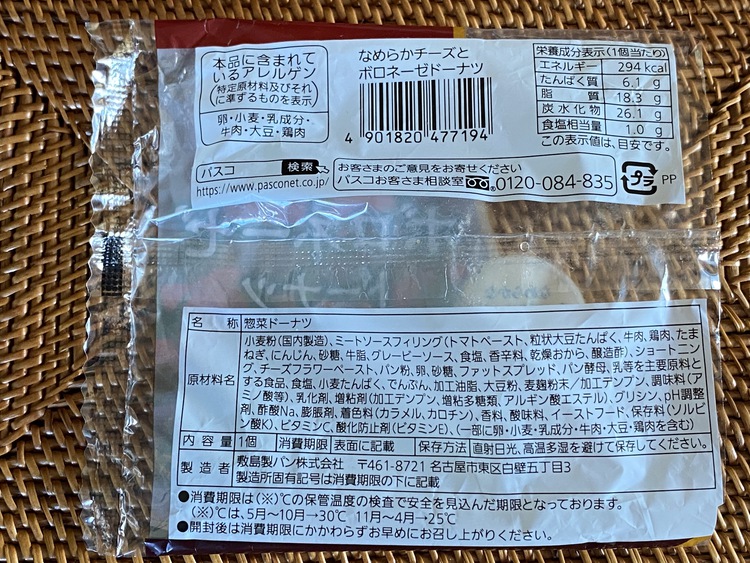 本品に含まれて
いるアレルゲン
(特定原材料及びそれ
に準ずるものを表示)
卵・小麦・乳成分・
牛肉・大豆・鶏肉
なめらかチーズと
ボロネーゼドーナツ
4 901820 477194
栄養成分表示(1個当たり)
エネルギー 294 kcal
たんぱく質 6.1 g
脂質 18.3 g
炭水化物 26.1 g
食塩相当量 1.0 g
この表示値は、目安です。
パスコ 検索
https://www.pasconet.co.jp/
お客さまのご意見をお寄せください
パスコお客さま相談室 0120-084-835
プラ PP
名称 惣菜ドーナツ
原材料名
小麦粉(国内製造)、ミートソースフィリング(トマトペースト、粒状大豆たんぱく、牛肉、鶏肉、たま
ねぎ、にんじん、砂糖、牛脂、グレービーソース、食塩、香辛料、乾燥おから、醸造酢)、ショートニン
グ、チーズフラワーペースト、パン粉、卵、砂糖、ファットスプレッド、パン酵母、乳等を主要原料と
する食品、食塩、小麦たんぱく、でんぷん、加工油脂、大豆粉、麦麹粉末/加工デンプン、調味料(ア
ミノ酸等)、乳化剤、増粘剤(加工デンプン、増粘多糖類、アルギン酸エステル)、グリシン、pH調整
剤、酢酸Na、膨脹剤、着色料(カラメル、カロチン)、香料、酸味料、イーストフード、保存料(ソルビ
ン酸K)、ビタミンC、酸化防止剤(ビタミンE)、(一部に卵・小麦・乳成分・牛肉・大豆・鶏肉を含む)
内容量 1個 消費期限 表面に記載 保存方法 直射日光、高温多湿を避けて保存してください。
製造者 敷島製パン株式会社 〒461-8721 名古屋市東区白壁五丁目3
製造所固有記号は消費期限の下に記載
●消費期限は(※)℃の保管温度の検査で安全を見込んだ期限となっております。
(※)℃は、5月～10月→30℃ 11月～4月→25℃
●開封後は消費期限にかかわらずお早めにお召し上がりください。